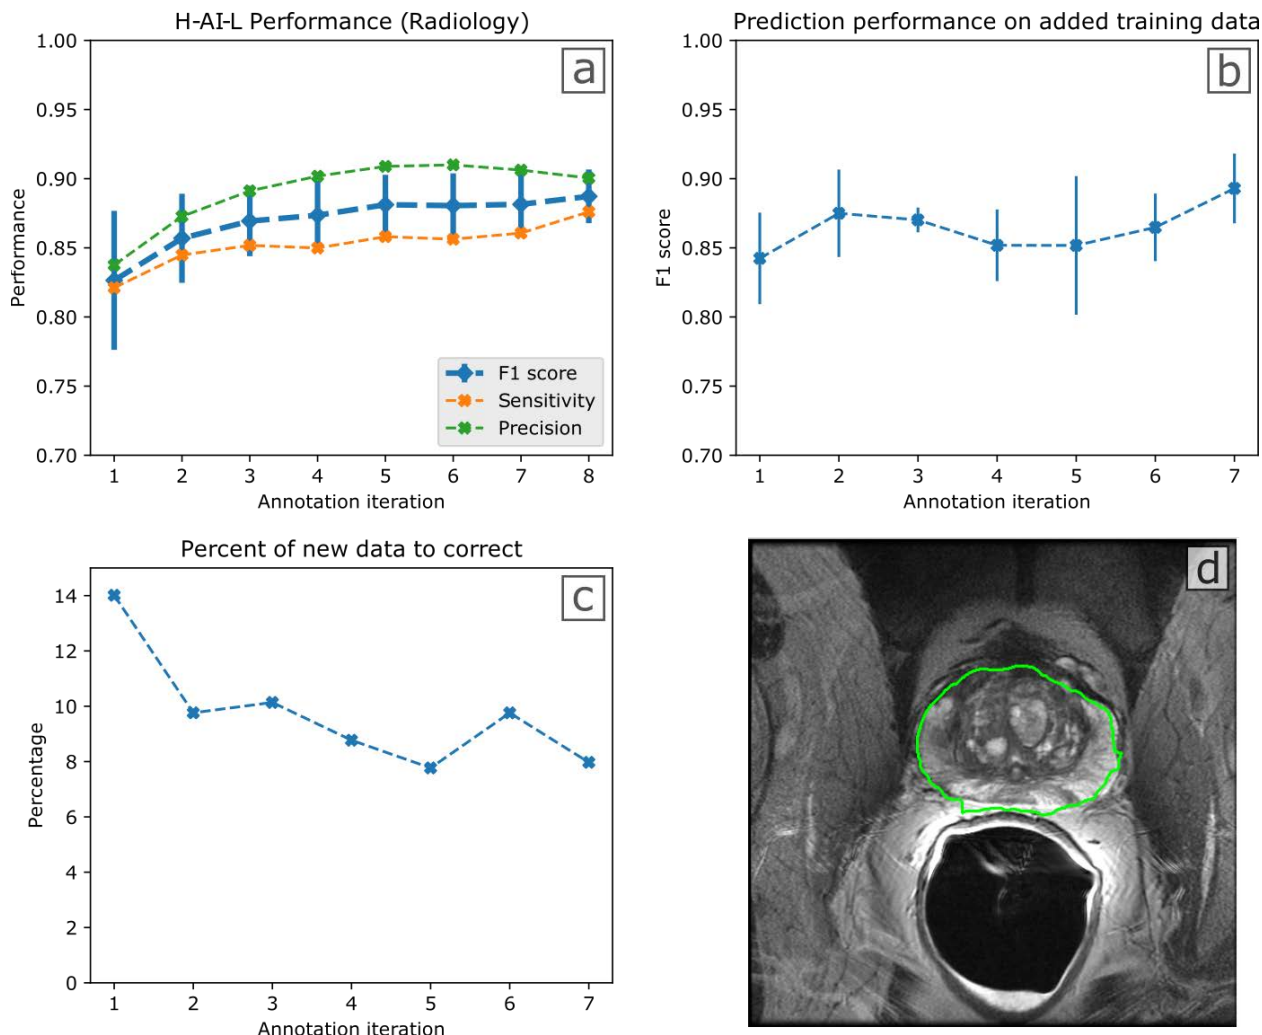 H-AI-L Performance (Radiology)
a
1.00
0.95
0.90
0.85
0.80
0.75
0.70
Performance
F1 score
Sensitivity
Precision
1 2 3 4 5 6 7 8
Annotation iteration
Prediction performance on added training data
b
1.00
0.95
0.90
0.85
0.80
0.75
0.70
F1 score
1 2 3 4 5 6 7
Annotation iteration
Percent of new data to correct
c
14
12
10
8
6
4
2
0
Percentage
1 2 3 4 5 6 7
Annotation iteration
d